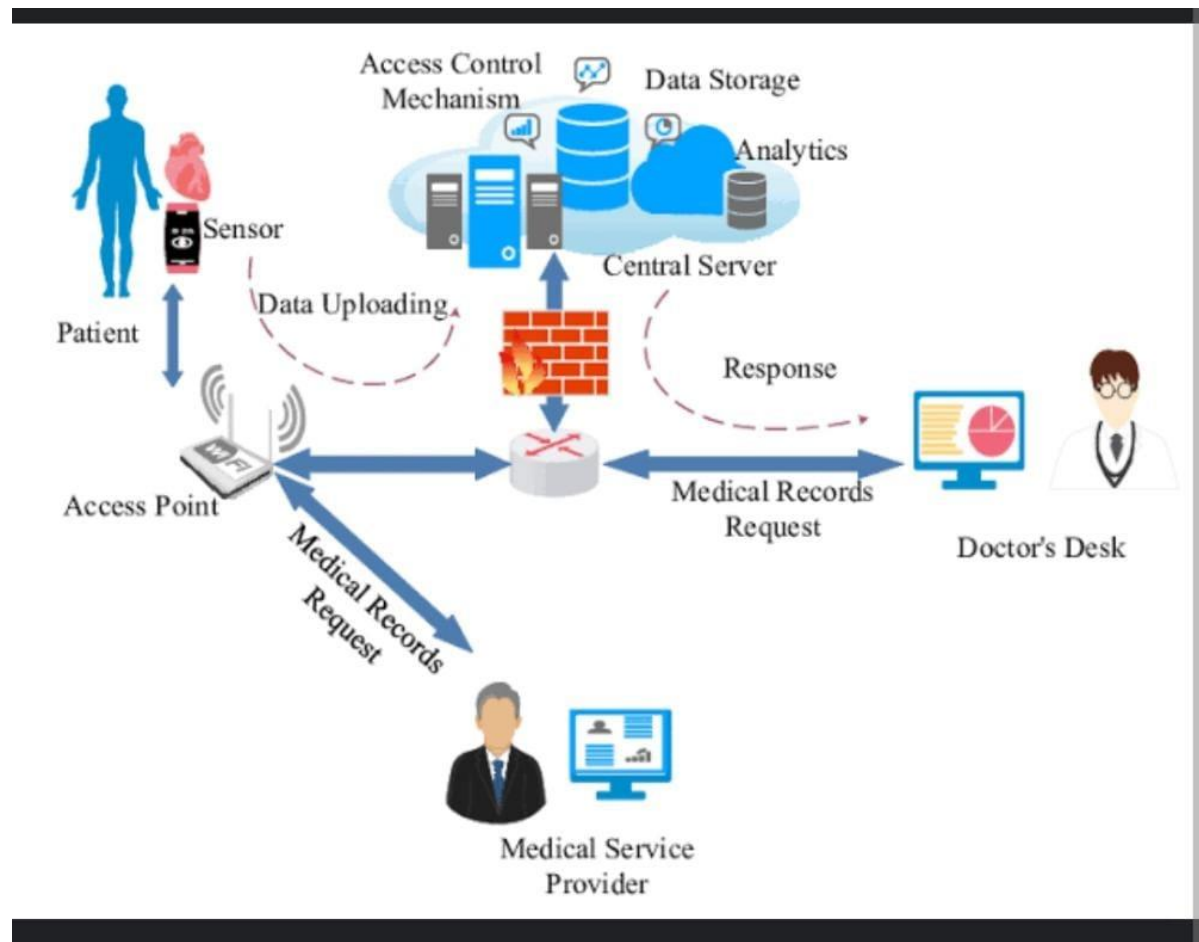 Access Control
Mechanism
Data Storage
Analytics
Sensor
Central Server
Data Uploading
Patient
Response
WiFi
Access Point
Medical Records
Request
Doctor's Desk
Medical Records
Request
Medical Service
Provider